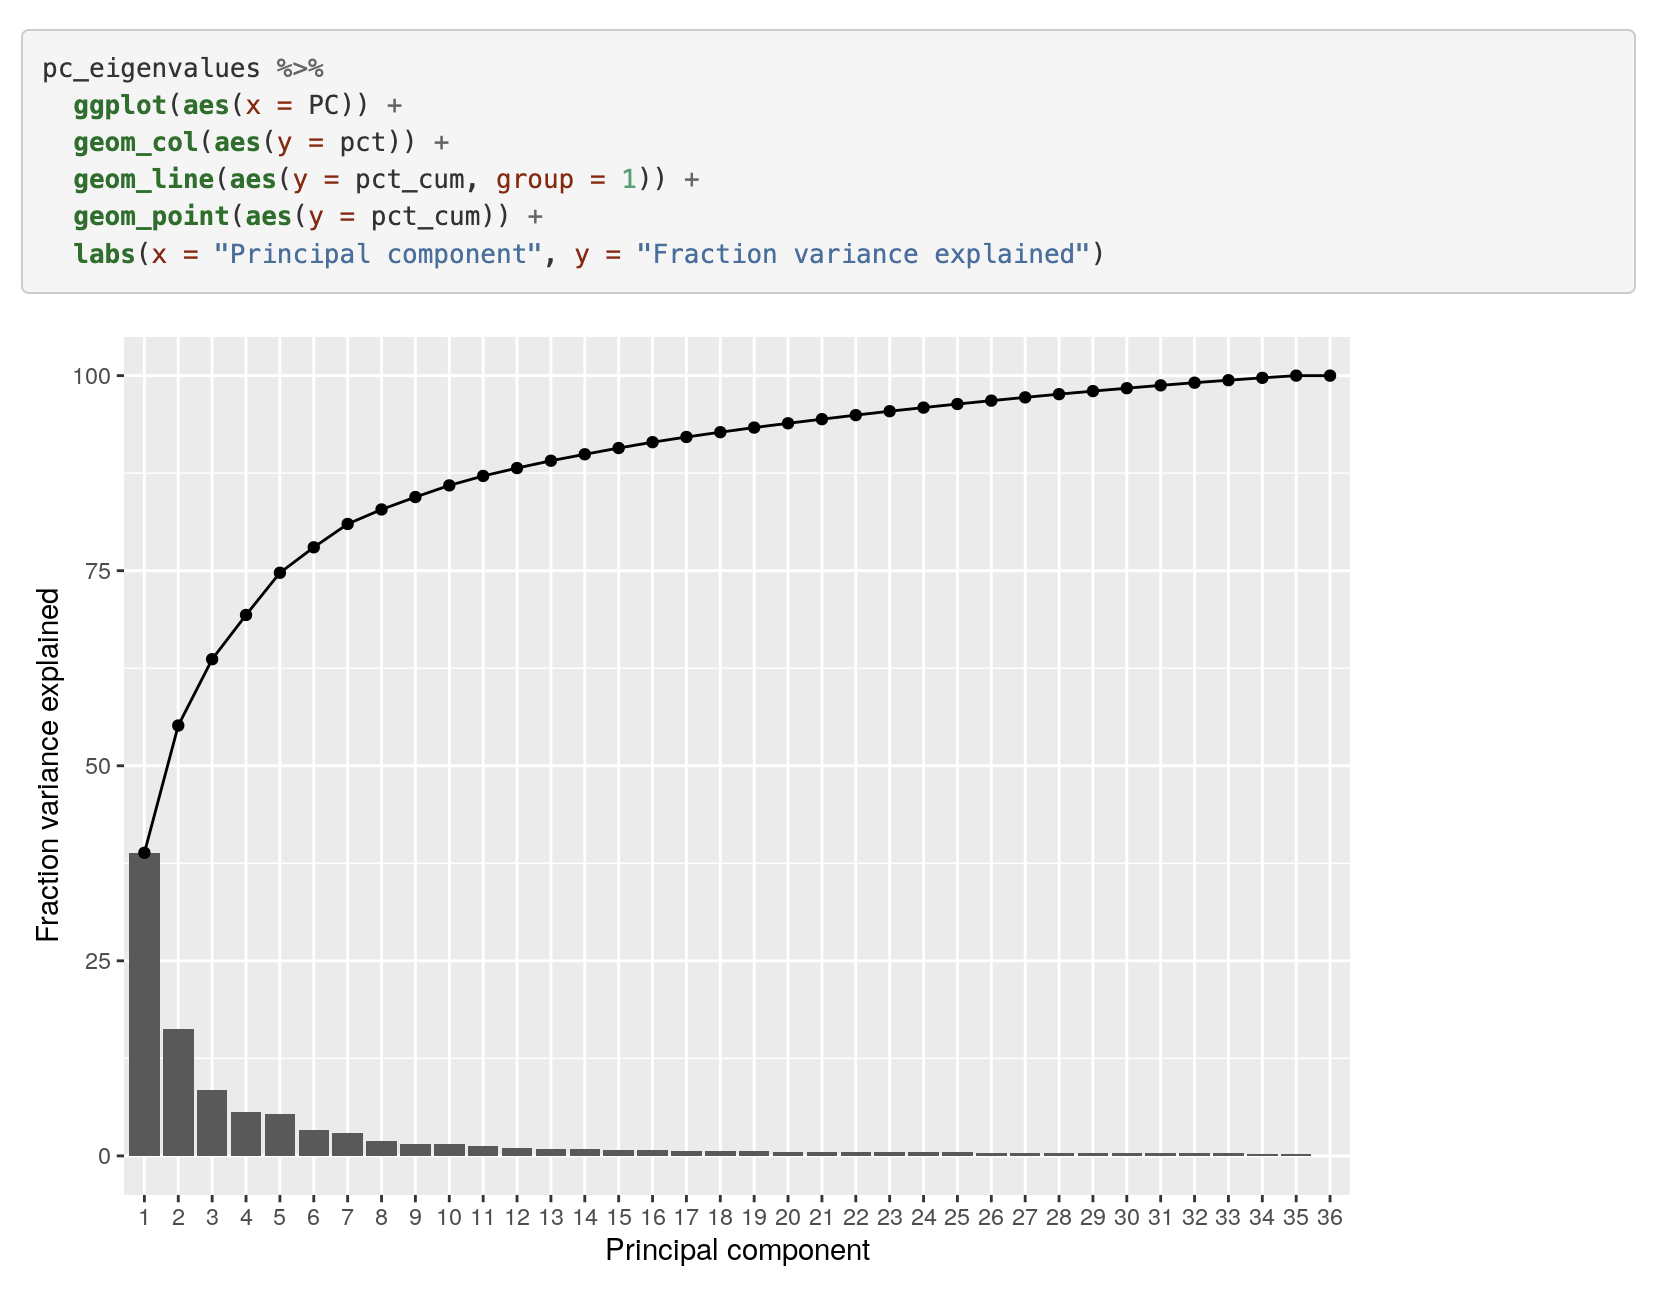 pc_eigenvalues %>%
  ggplot(aes(x = PC)) +
  geom_col(aes(y = pct)) +
  geom_line(aes(y = pct_cum, group = 1)) +
  geom_point(aes(y = pct_cum)) +
  labs(x = "Principal component", y = "Fraction variance explained")
100
75
50
25
0
Fraction variance explained
1 2 3 4 5 6 7 8 9 10 11 12 13 14 15 16 17 18 19 20 21 22 23 24 25 26 27 28 29 30 31 32 33 34 35 36
Principal component